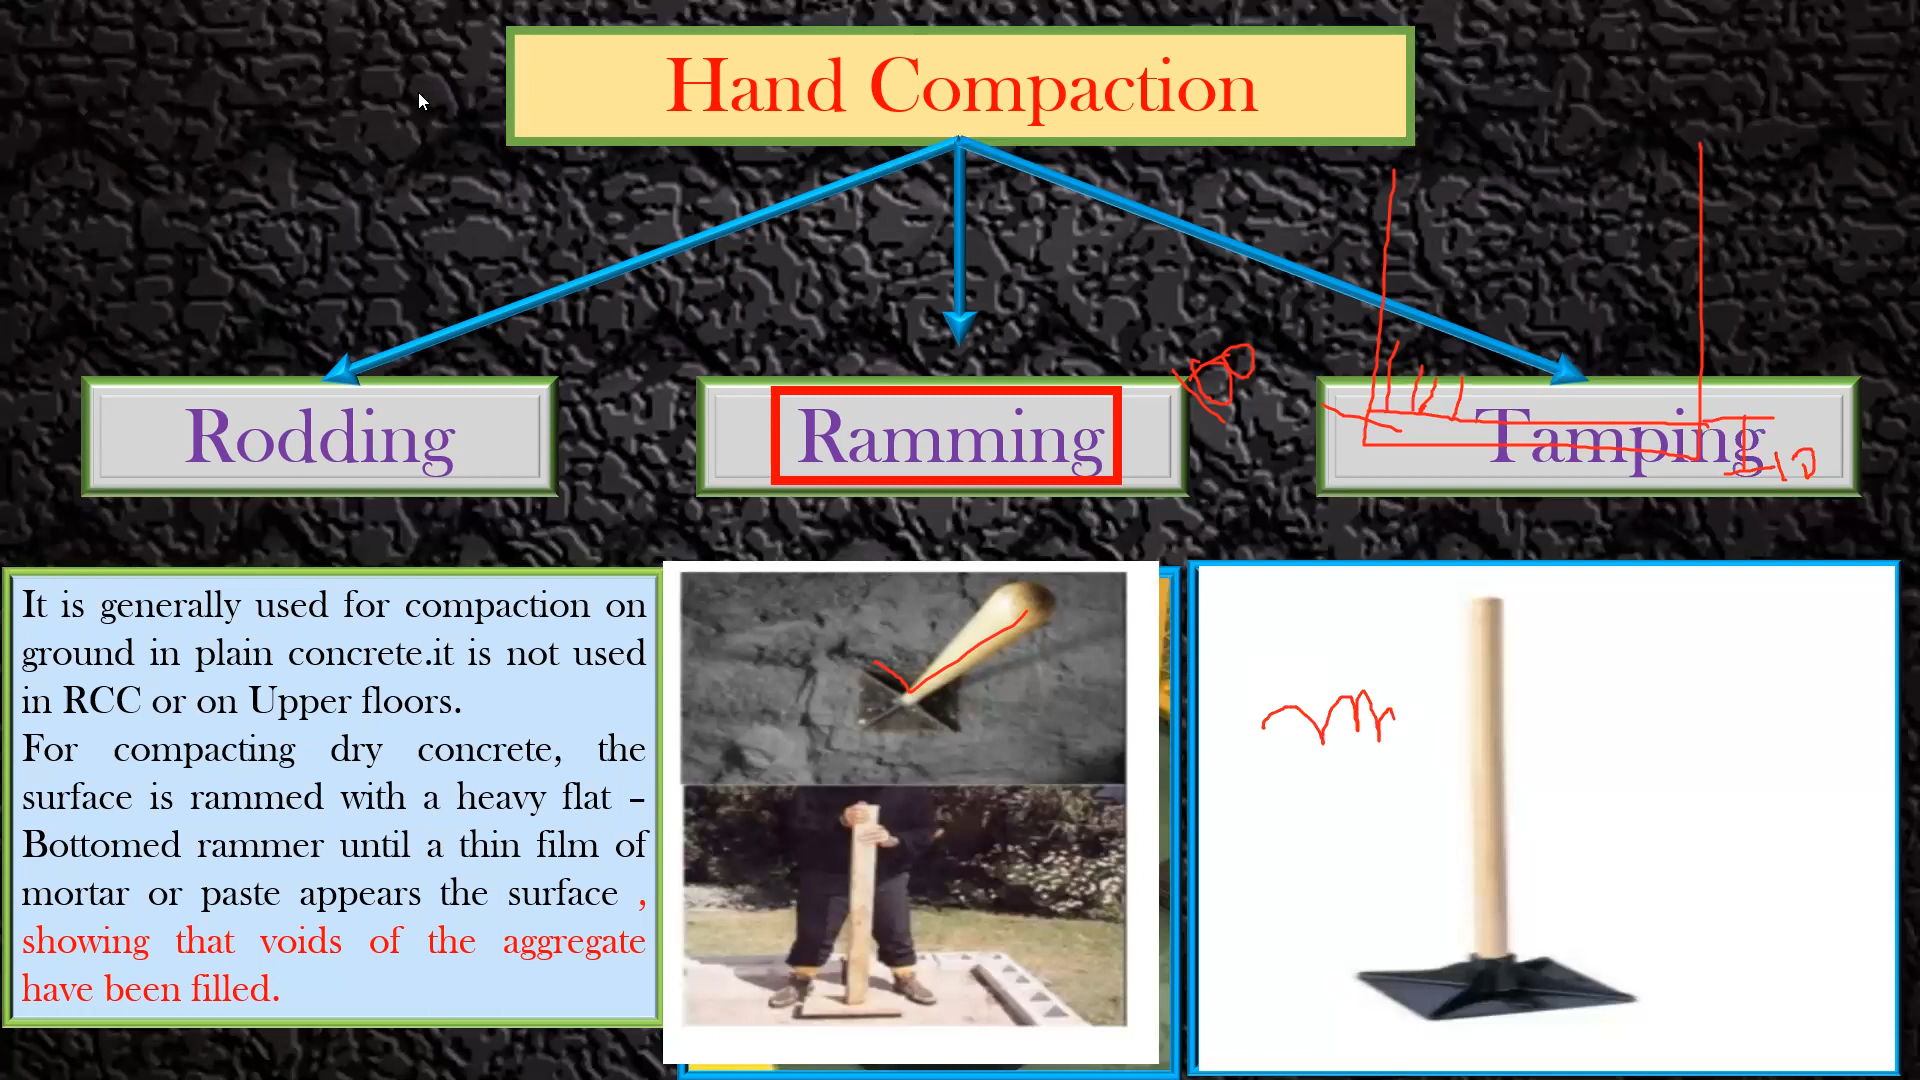 Hand Compaction
Rodding
Ramming
Tamping
It is generally used for compaction on
ground in plain concrete.it is not used
in RCC or on Upper floors.
For compacting dry concrete, the
surface is rammed with a heavy flat –
Bottomed rammer until a thin film of
mortar or paste appears the surface ,
showing that voids of the aggregate
have been filled.